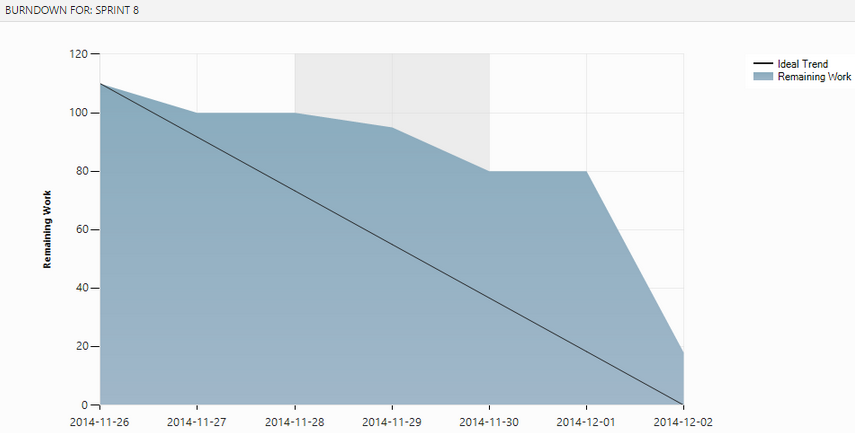 BURNDOWN FOR: SPRINT 8
120
100
80
60
40
20
0
Remaining Work
2014-11-26 2014-11-27 2014-11-28 2014-11-29 2014-11-30 2014-12-01 2014-12-02
Ideal Trend
Remaining Work